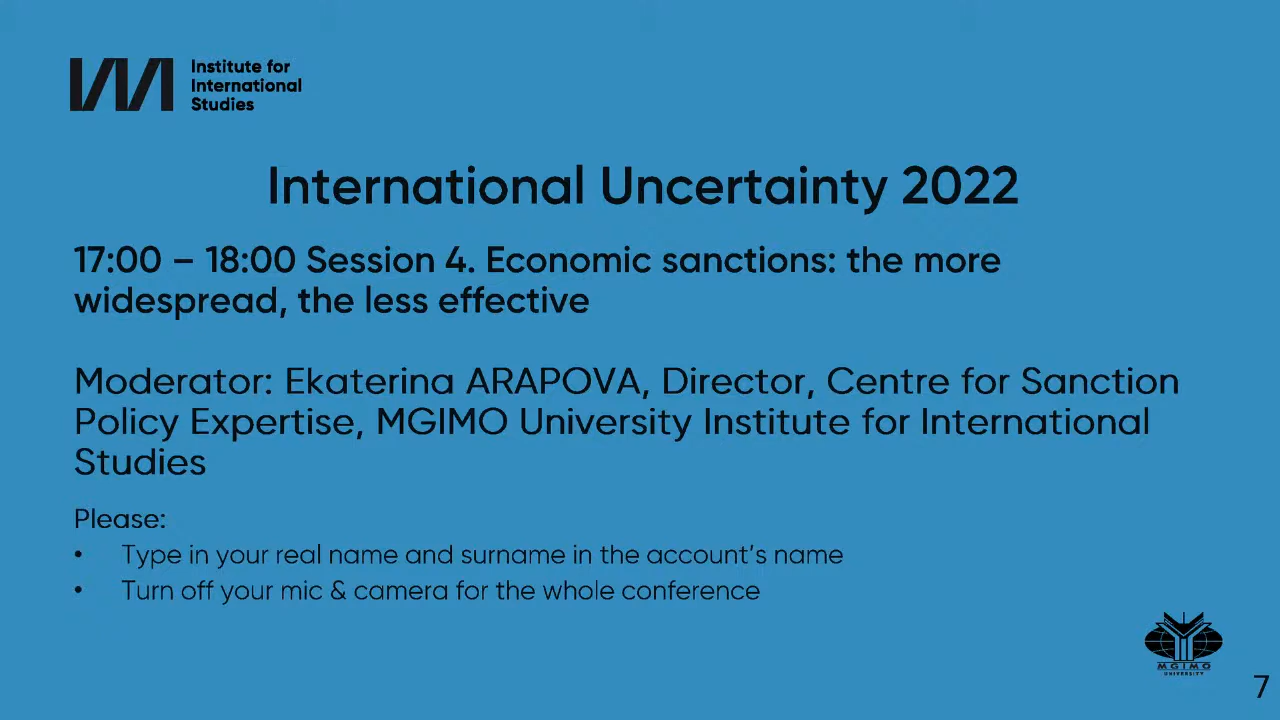 Institute for
International
Studies
International Uncertainty 2022
17:00 – 18:00 Session 4. Economic sanctions: the more
widespread, the less effective
Moderator: Ekaterina ARAPOVA, Director, Centre for Sanction
Policy Expertise, MGIMO University Institute for International
Studies
Please:
• Type in your real name and surname in the account’s name
• Turn off your mic & camera for the whole conference
MGIMO
UNIVERSITY
7